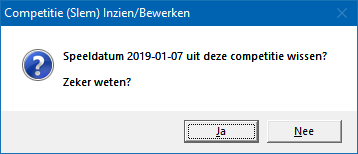 Competitie (Slem) Inzien/Bewerken
Speeldatum 2019-01-07 uit deze competitie wissen?
Zeker weten?
Ja
Nee